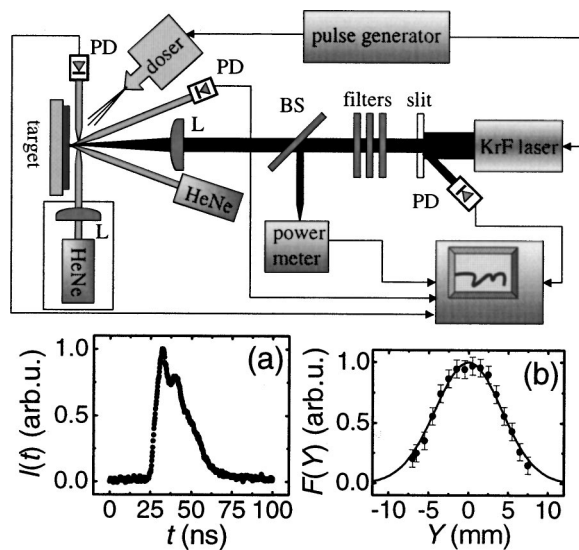 pulse generator
PD
doser
PD
BS
filters
slit
target
L
KrF laser
HeNe
PD
L
HeNe
power
meter
(a)
I(t) (arb.u.)
1.0
0.5
0.0
0 25 50 75 100
t (ns)
(b)
F(Y) (arb.u.)
1.0
0.5
0.0
-10 -5 0 5 10
Y (mm)